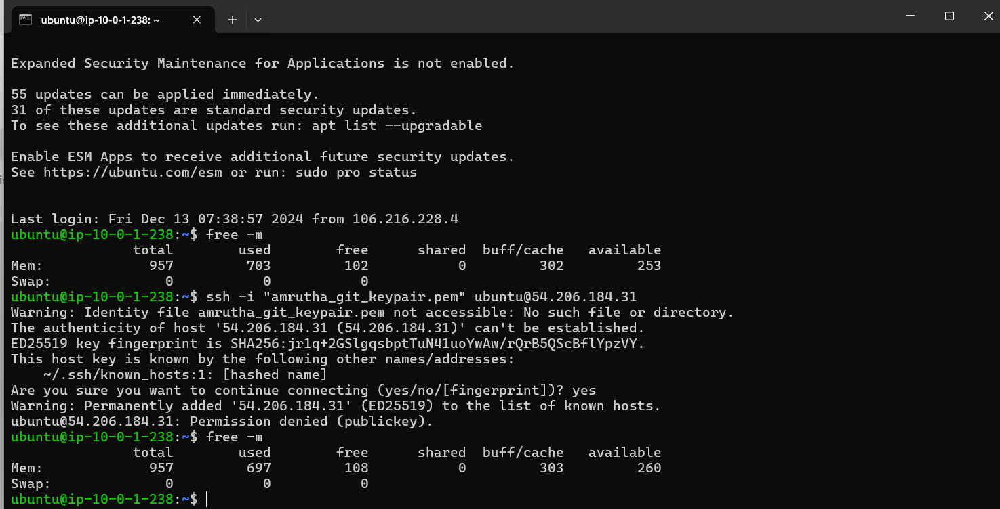 ubuntu@ip-10-0-1-238: ~
Expanded Security Maintenance for Applications is not enabled.
55 updates can be applied immediately.
31 of these updates are standard security updates.
To see these additional updates run: apt list --upgradable
Enable ESM Apps to receive additional future security updates.
See https://ubuntu.com/esm or run: sudo pro status
Last login: Fri Dec 13 07:38:57 2024 from 106.216.228.4
ubuntu@ip-10-0-1-238:~$ free -m
               total        used        free      shared  buff/cache   available
Mem:             957         703         102           0         302         253
Swap:              0           0           0
ubuntu@ip-10-0-1-238:~$ ssh -i "amrutha_git_keypair.pem" ubuntu@54.206.184.31
Warning: Identity file amrutha_git_keypair.pem not accessible: No such file or directory.
The authenticity of host '54.206.184.31 (54.206.184.31)' can't be established.
ED25519 key fingerprint is SHA256:jr1q+2GSlgqsbptTuN41uoYwAw/rQrB5QScBflYpzVY.
This host key is known by the following other names/addresses:
    ~/.ssh/known_hosts:1: [hashed name]
Are you sure you want to continue connecting (yes/no/[fingerprint])? yes
Warning: Permanently added '54.206.184.31' (ED25519) to the list of known hosts.
ubuntu@54.206.184.31: Permission denied (publickey).
ubuntu@ip-10-0-1-238:~$ free -m
               total        used        free      shared  buff/cache   available
Mem:             957         697         108           0         303         260
Swap:              0           0           0
ubuntu@ip-10-0-1-238:~$